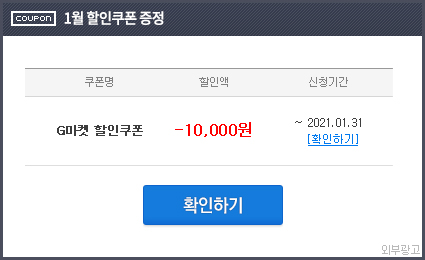 COUPON 1월 할인쿠폰 증정
쿠폰명 할인액 신청기간
G마켓 할인쿠폰 -10,000원 ~ 2021.01.31
[확인하기]
확인하기
외부광고